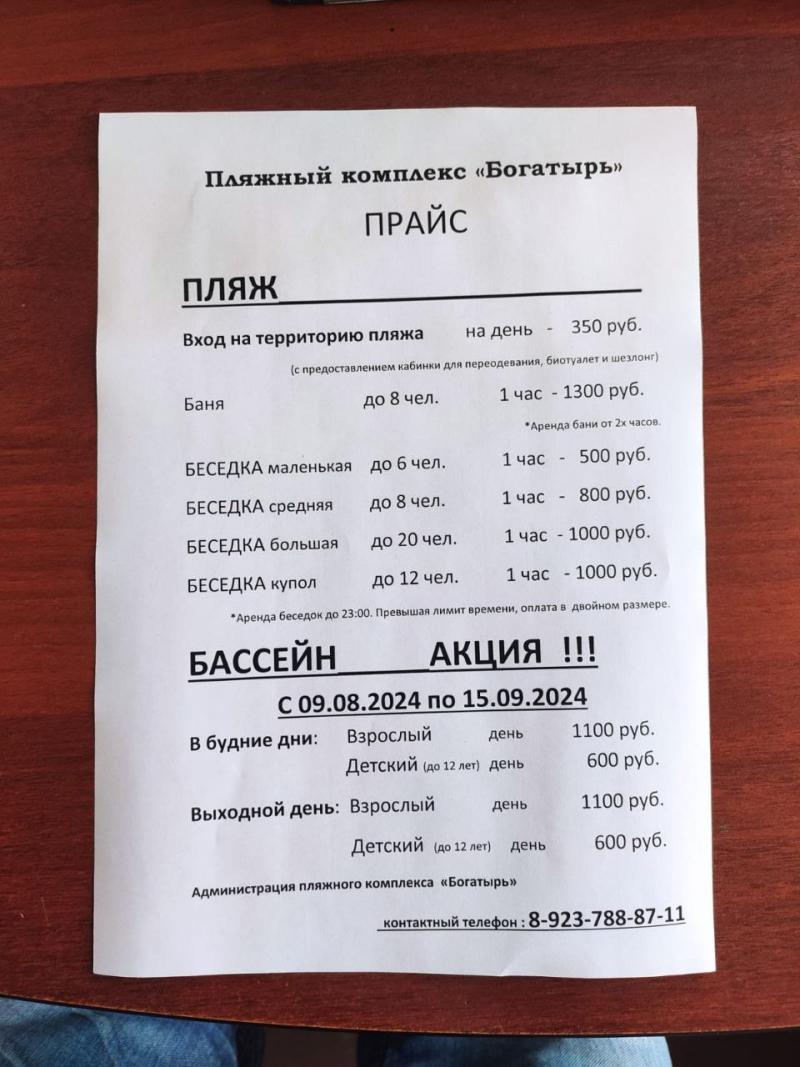 Пляжный комплекс «Богатырь»
ПРАЙС
ПЛЯЖ
Вход на территорию пляжа на день - 350 руб.
(с предоставлением кабинки для переодевания, биотуалет и шезлонг)
Баня до 8 чел. 1 час - 1300 руб.
*Аренда бани от 2х часов.
БЕСЕДКА маленькая до 6 чел. 1 час - 500 руб.
БЕСЕДКА средняя до 8 чел. 1 час - 800 руб.
БЕСЕДКА большая до 20 чел. 1 час - 1000 руб.
БЕСЕДКА купол до 12 чел. 1 час - 1000 руб.
*Аренда беседок до 23:00. Превышая лимит времени, оплата в двойном размере.
БАССЕЙН АКЦИЯ !!!
С 09.08.2024 по 15.09.2024
В будние дни: Взрослый день 1100 руб.
Детский (до 12 лет) день 600 руб.
Выходной день: Взрослый день 1100 руб.
Детский (до 12 лет) день 600 руб.
Администрация пляжного комплекса «Богатырь»
контактный телефон : 8-923-788-87-11